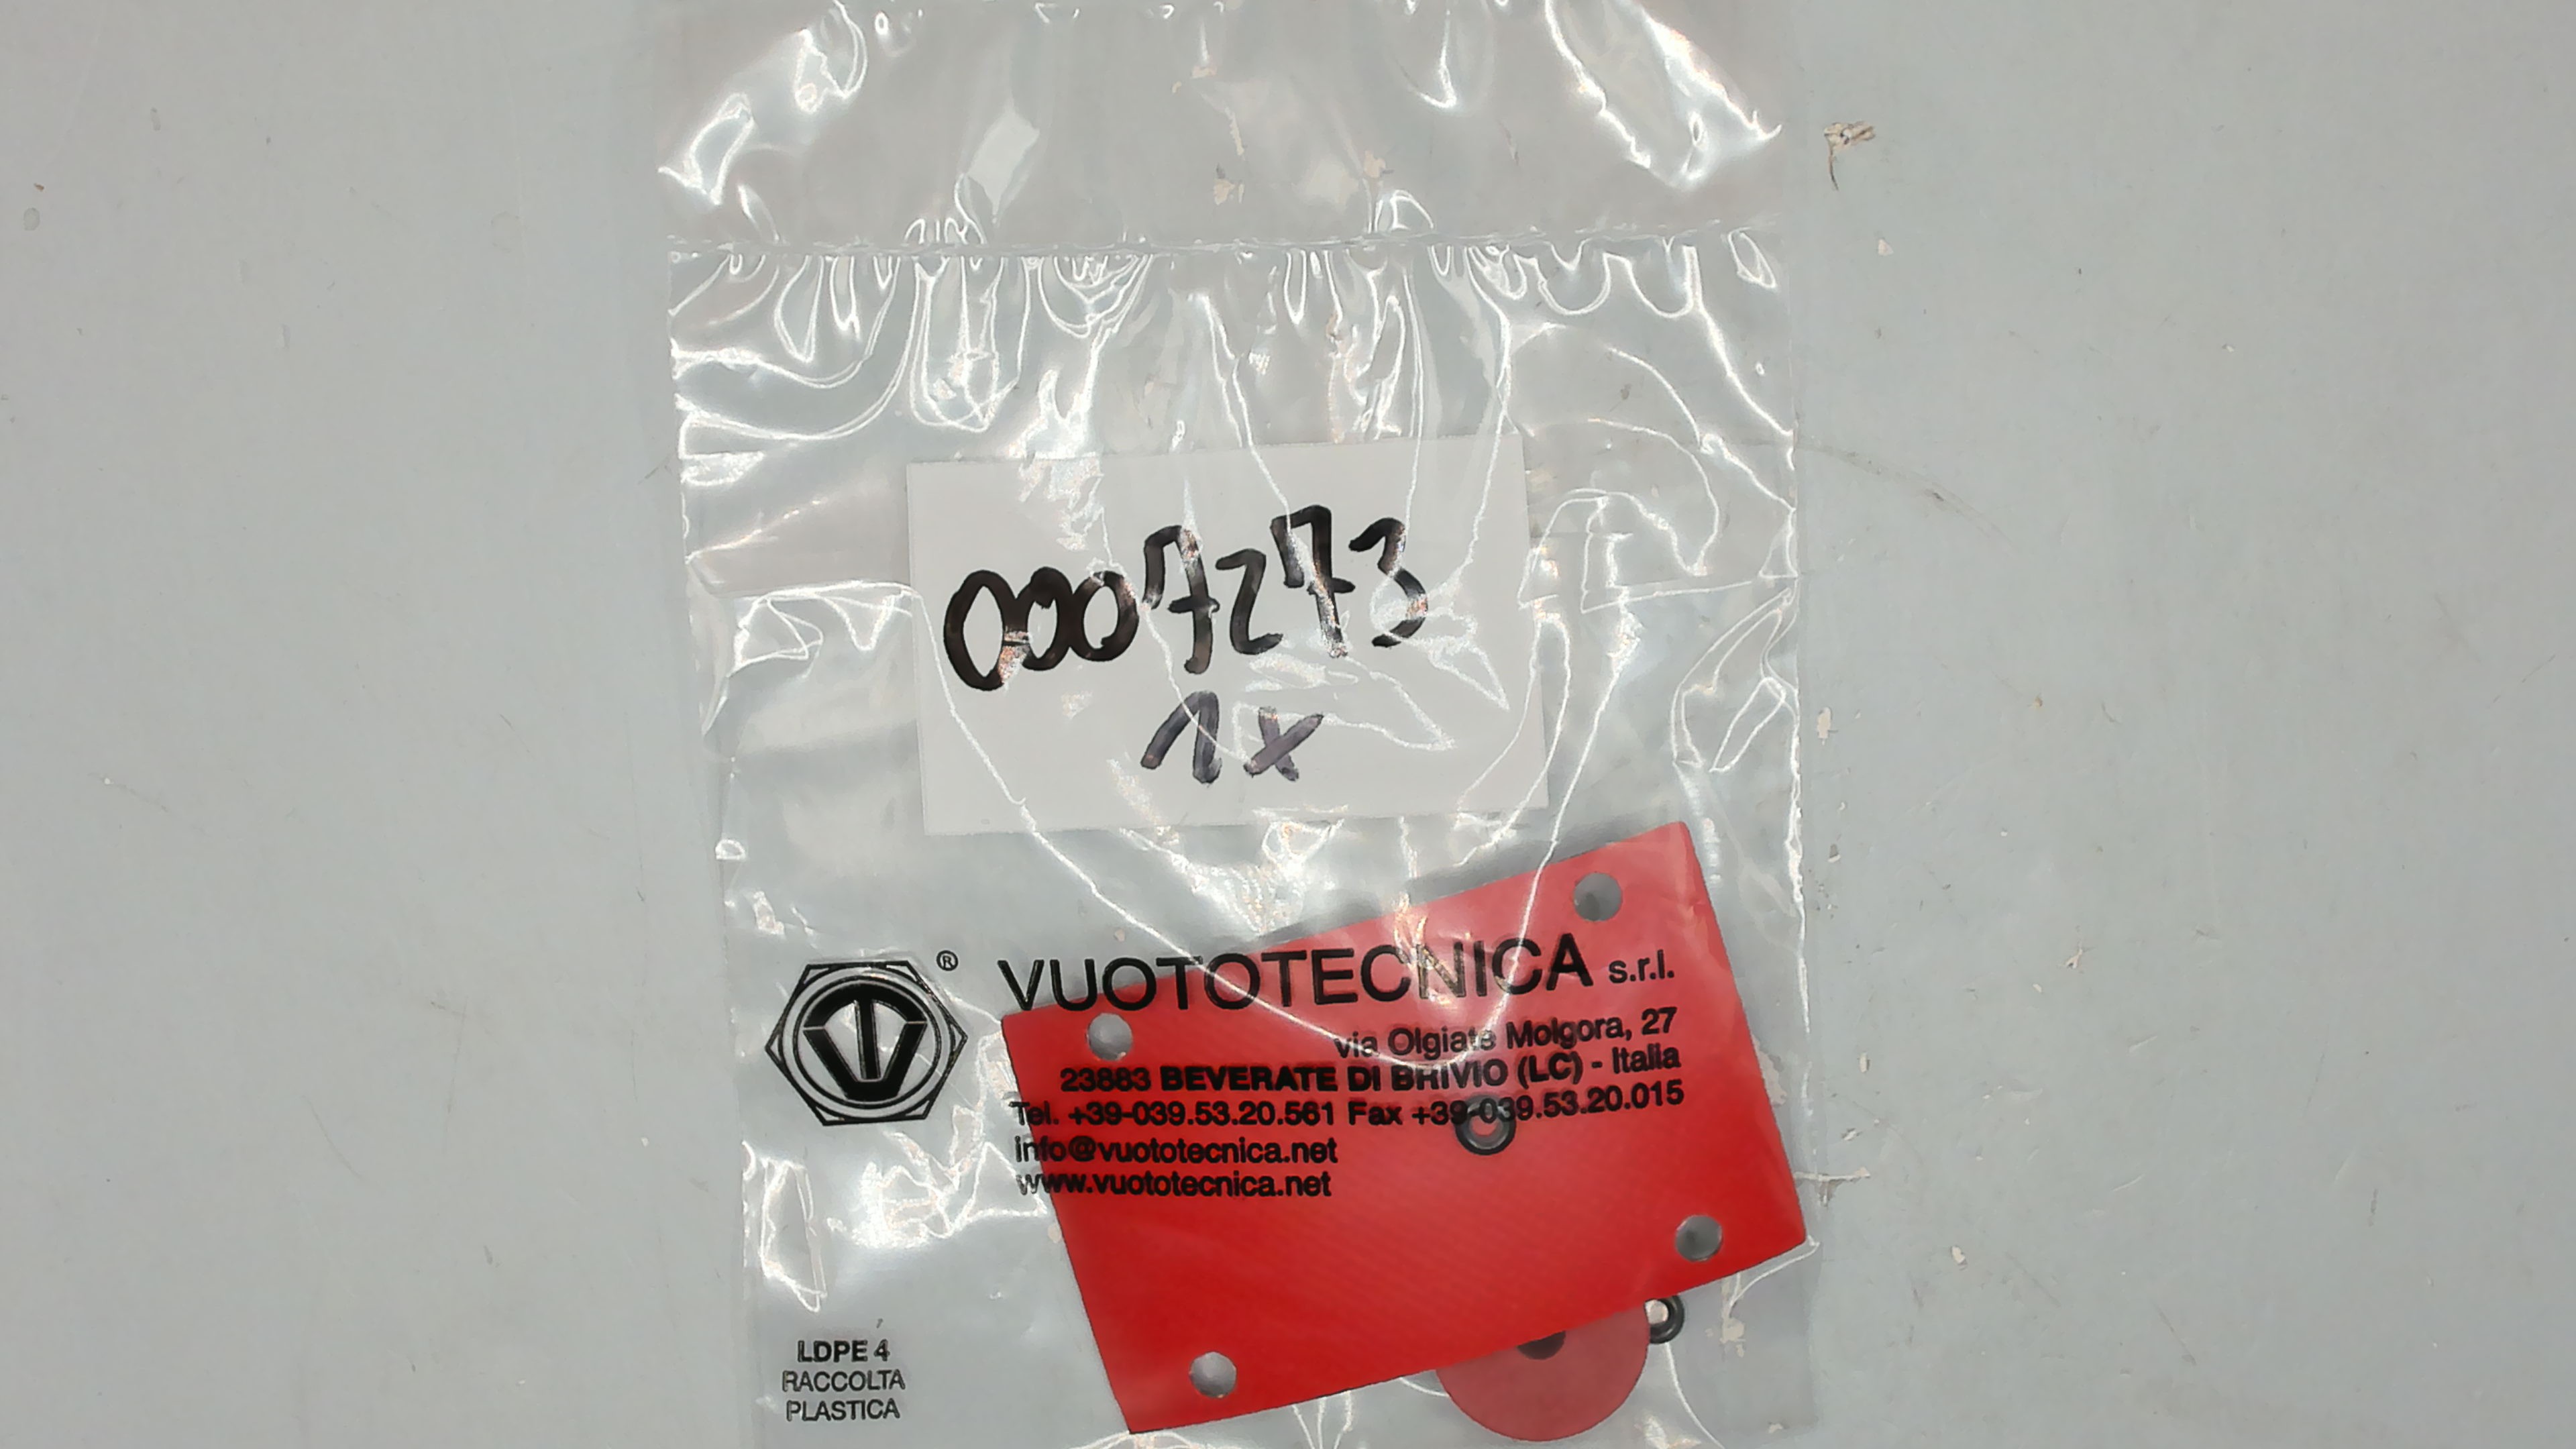 0007273
1x
® VUOTOTECNICA s.r.l.
via Olgiate Molgora, 27
23883 BEVERATE DI BRIVIO (LC) - Italia
Tel. +39-039.53.20.561 Fax +39-039.53.20.015
info@vuototecnica.net
www.vuototecnica.net
LDPE 4
RACCOLTA
PLASTICA